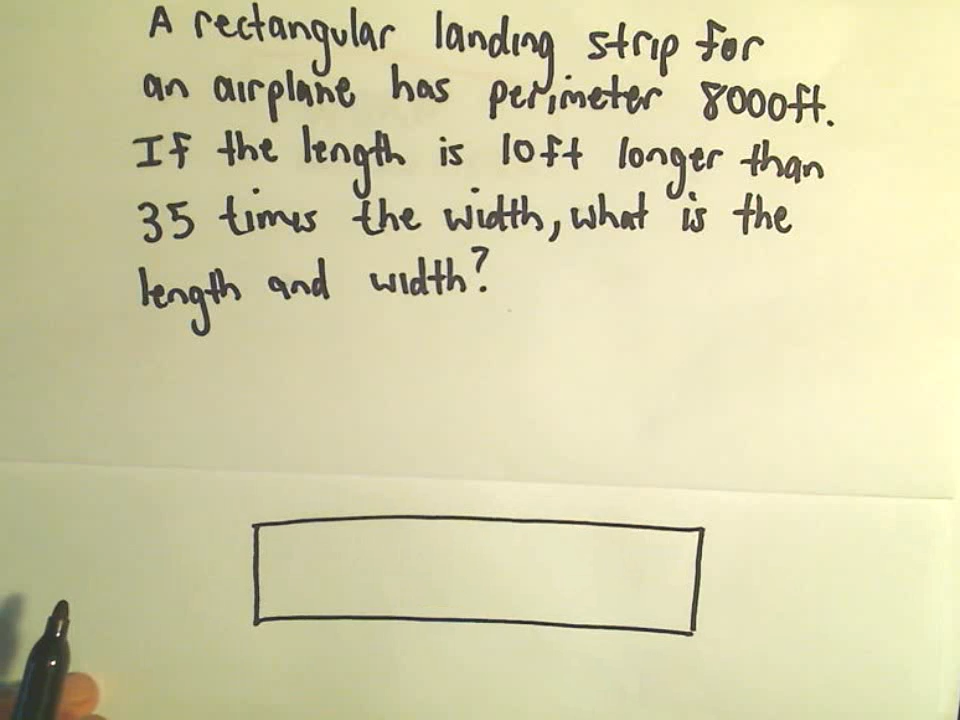 A rectangular landing strip for
an airplane has perimeter 8000ft.
If the length is 10ft longer than
35 times the width, what is the
length and width?